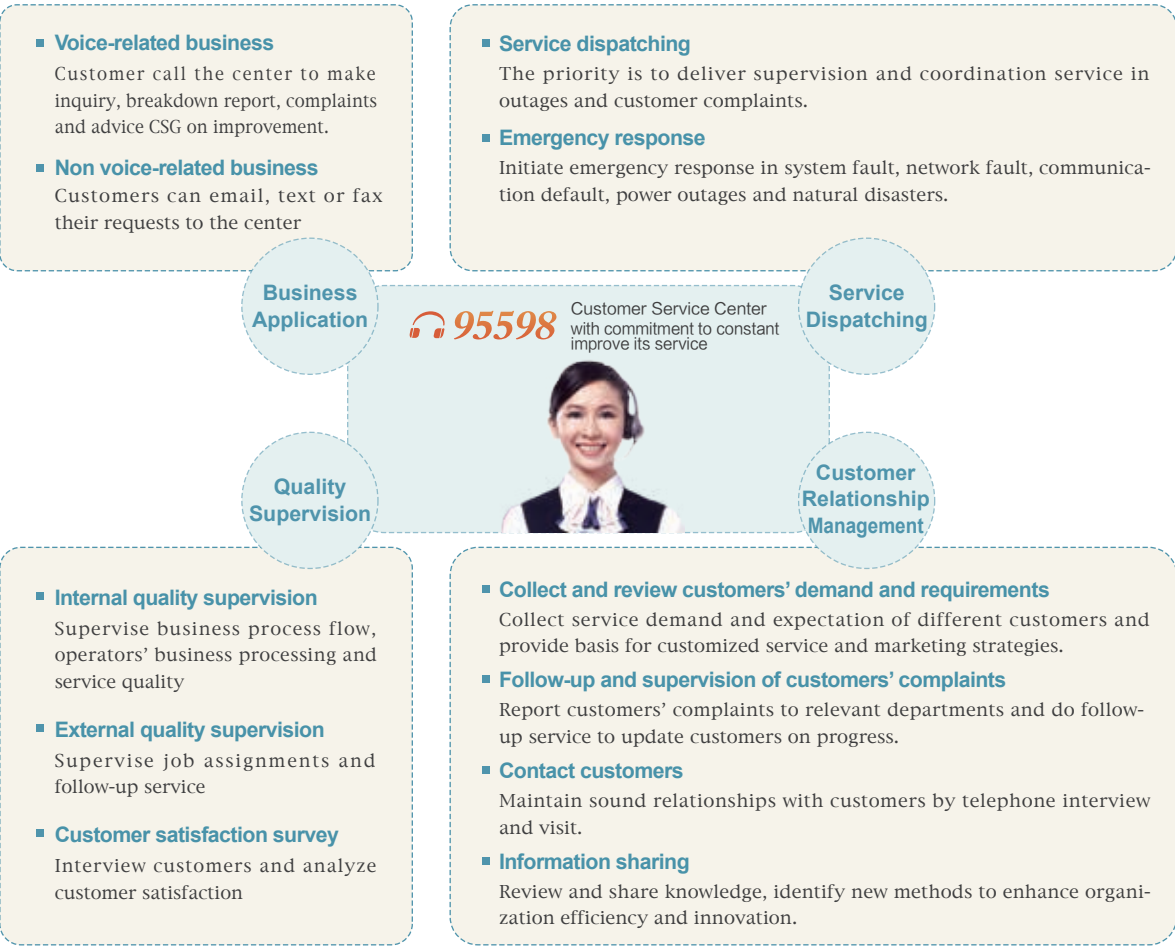 Voice-related business
Customer call the center to make
inquiry, breakdown report, complaints
and advice CSG on improvement.
Non voice-related business
Customers can email, text or fax
their requests to the center
Service dispatching
The priority is to deliver supervision and coordination service in
outages and customer complaints.
Emergency response
Initiate emergency response in system fault, network fault, communica-
tion default, power outages and natural disasters.
Business
Application
95598
Customer Service Center
with commitment to constant
improve its service
Service
Dispatching
Quality
Supervision
Customer
Relationship
Management
Internal quality supervision
Supervise business process flow,
operators’ business processing and
service quality
External quality supervision
Supervise job assignments and
follow-up service
Customer satisfaction survey
Interview customers and analyze
customer satisfaction
Collect and review customers’ demand and requirements
Collect service demand and expectation of different customers and
provide basis for customized service and marketing strategies.
Follow-up and supervision of customers’ complaints
Report customers’ complaints to relevant departments and do follow-
up service to update customers on progress.
Contact customers
Maintain sound relationships with customers by telephone interview
and visit.
Information sharing
Review and share knowledge, identify new methods to enhance organi-
zation efficiency and innovation.